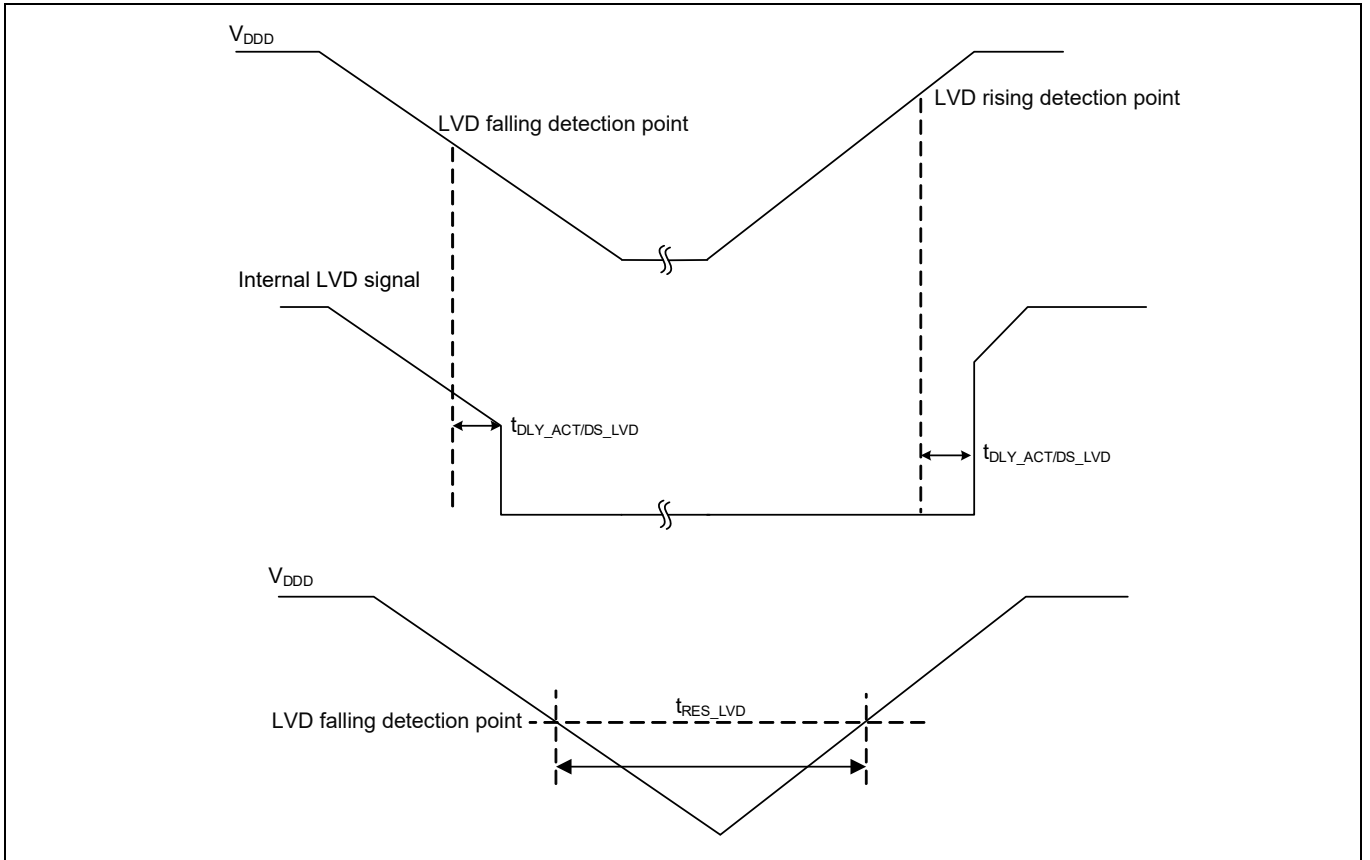 VDDD
LVD rising detection point
LVD falling detection point
Internal LVD signal
tDLY_ACT/DS_LVD
tDLY_ACT/DS_LVD
VDDD
tRES_LVD
LVD falling detection point